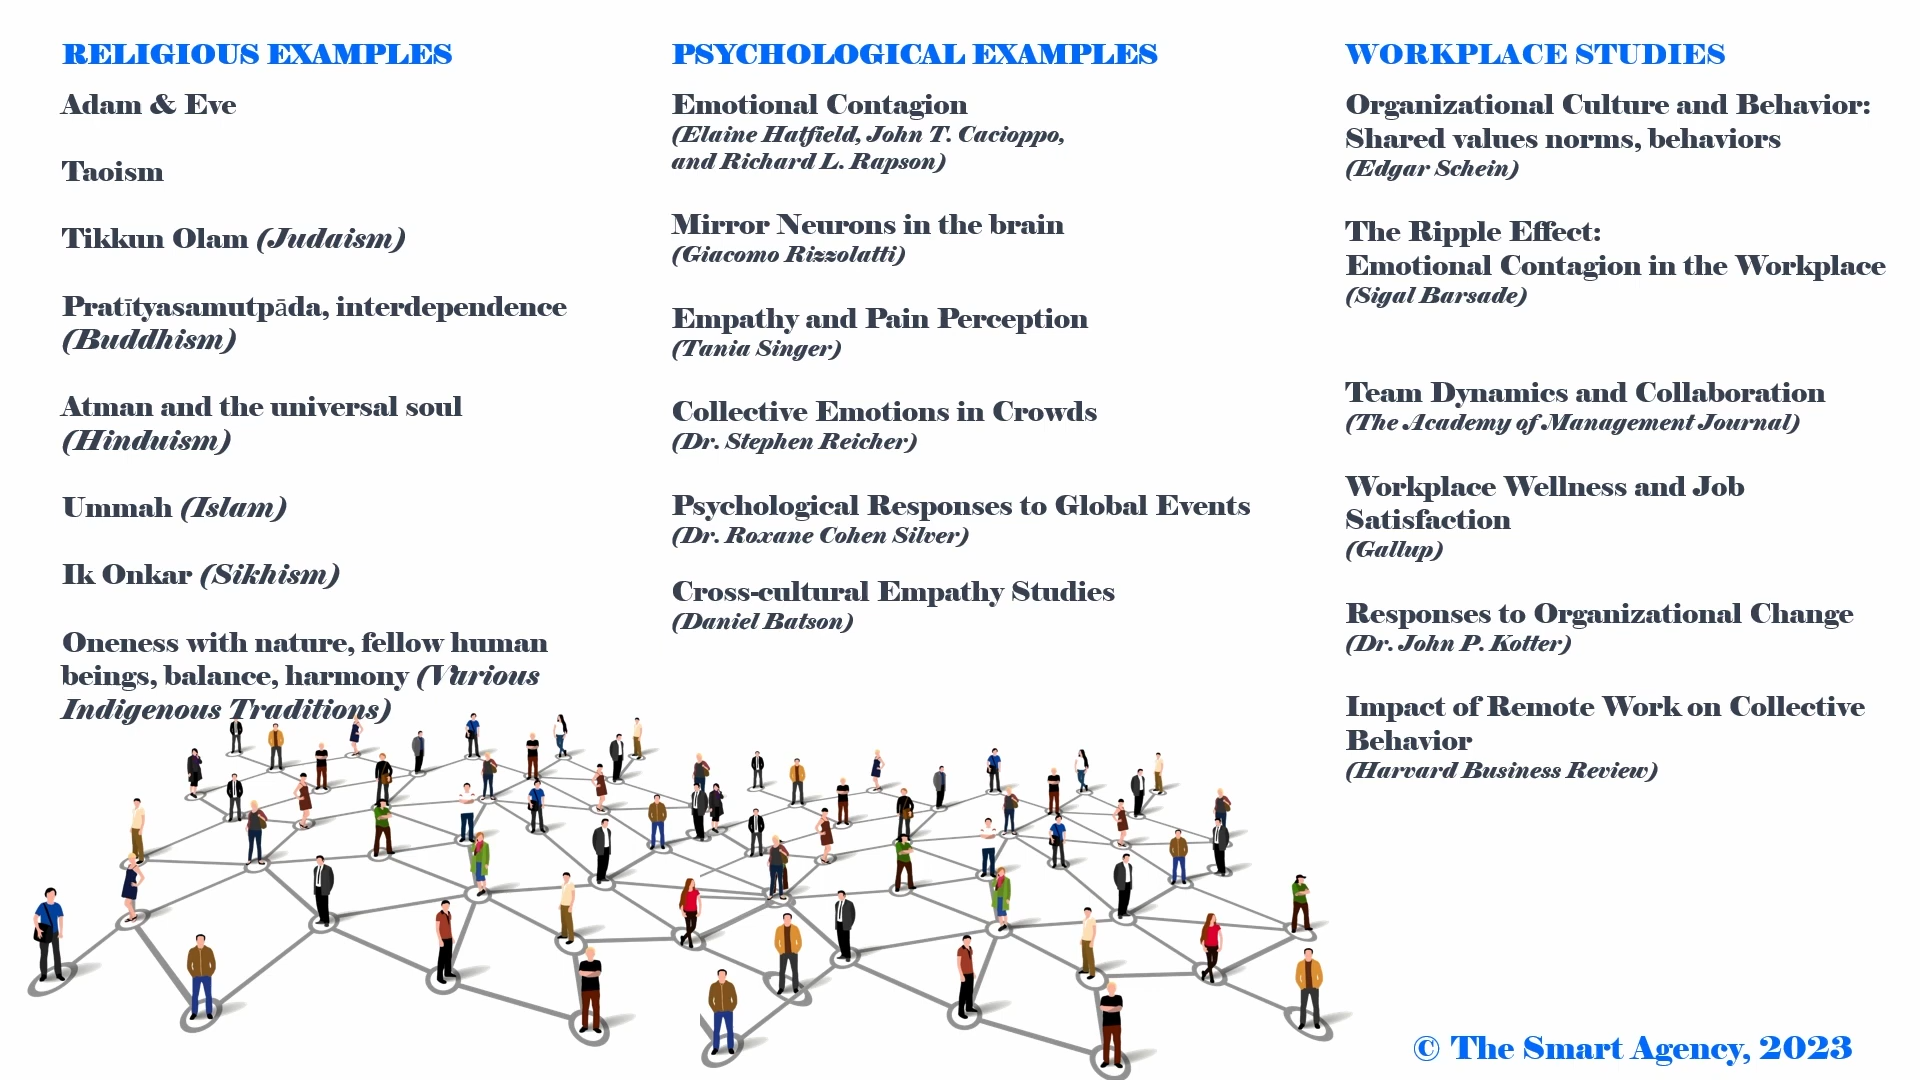 RELIGIOUS EXAMPLES
Adam & Eve
Taoism
Tikkun Olam (Judaism)
Pratītyasamutpāda, interdependence
(Buddhism)
Atman and the universal soul
(Hinduism)
Ummah (Islam)
Ik Onkar (Sikhism)
Oneness with nature, fellow human
beings, balance, harmony (Various
Indigenous Traditions)
PSYCHOLOGICAL EXAMPLES
Emotional Contagion
(Elaine Hatfield, John T. Cacioppo,
and Richard L. Rapson)
Mirror Neurons in the brain
(Giacomo Rizzolatti)
Empathy and Pain Perception
(Tania Singer)
Collective Emotions in Crowds
(Dr. Stephen Reicher)
Psychological Responses to Global Events
(Dr. Roxane Cohen Silver)
Cross-cultural Empathy Studies
(Daniel Batson)
WORKPLACE STUDIES
Organizational Culture and Behavior:
Shared values norms, behaviors
(Edgar Schein)
The Ripple Effect:
Emotional Contagion in the Workplace
(Sigal Barsade)
Team Dynamics and Collaboration
(The Academy of Management Journal)
Workplace Wellness and Job
Satisfaction
(Gallup)
Responses to Organizational Change
(Dr. John P. Kotter)
Impact of Remote Work on Collective
Behavior
(Harvard Business Review)
© The Smart Agency, 2023